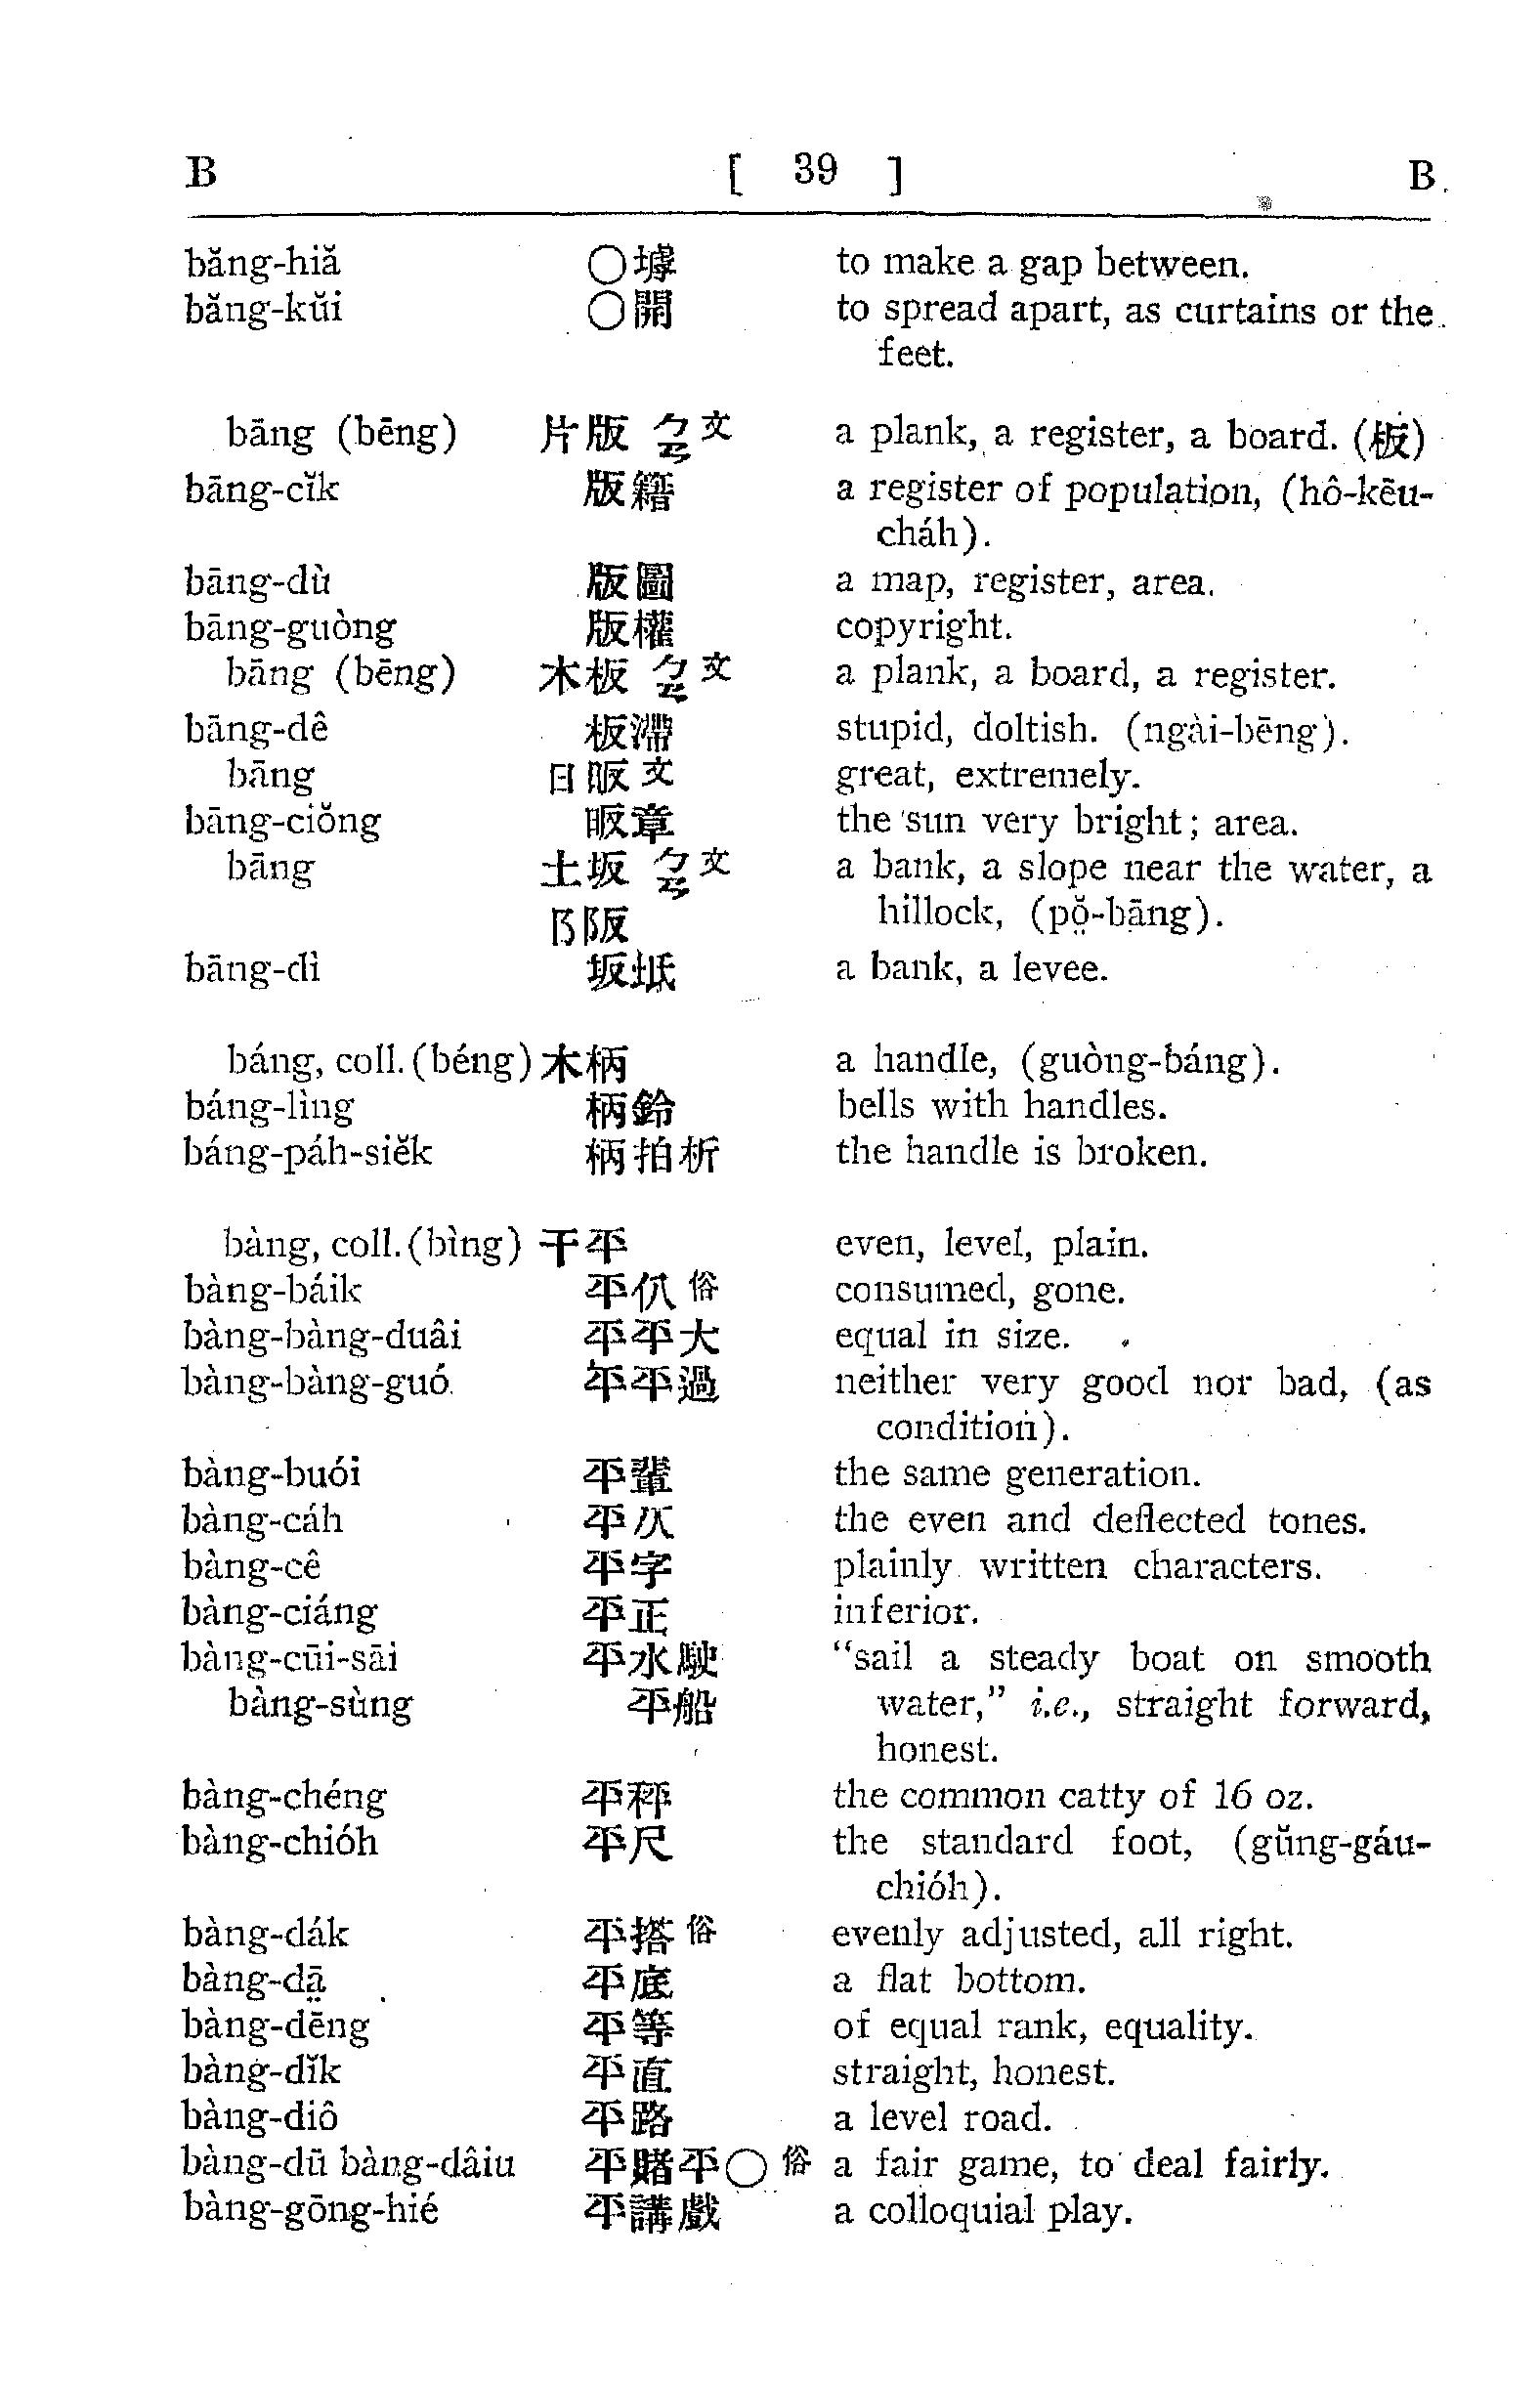 B [ 39 ] B
băng-hiă 〇罅 to make a gap between.
băng-kŭi 〇開 to spread apart, as curtains or the
feet.
bāng (bēng) 片版 ㄅㄢ文 a plank, a register, a board. (板)
bāng-cĭk 版籍 a register of population, (hô-kēu-
cháh).
bāng-dù 版圖 a map, register, area.
bāng-guòng 版權 copyright.
bāng (bēng) 木板 ㄅㄢ文 a plank, a board, a register.
bāng-dê 板滯 stupid, doltish. (ngài-bēng).
bāng 日昄文 great, extremely.
bāng-ciŏng 昄章 the sun very bright; area.
bāng 土坂 ㄅㄢ文 a bank, a slope near the water, a
阝阪 hillock, (pŏ̤-bāng).
bāng-dì 坂坻 a bank, a levee.
báng, coll. (béng) 木柄 a handle, (guòng-báng).
báng-lìng 柄鈴 bells with handles.
báng-páh-siĕk 柄拍折 the handle is broken.
bàng, coll. (bìng) 干平 even, level, plain.
bàng-báik 平仈俗 consumed, gone.
bàng-bàng-duâi 平平大 equal in size.
bàng-bàng-guó 平平過 neither very good nor bad, (as
condition).
bàng-buói 平輩 the same generation.
bàng-cáh 平仄 the even and deflected tones.
bàng-cê 平字 plainly written characters.
bàng-ciáng 平正 inferior.
bàng-cūi-sāi 平水駛 “sail a steady boat on smooth
bàng-sùng 平船 water,” i.e., straight forward,
honest.
bàng-chéng 平秤 the common catty of 16 oz.
bàng-chióh 平尺 the standard foot, (gŭng-gáu-
chióh).
bàng-dák 平搭俗 evenly adjusted, all right.
bàng-dā̤ 平底 a flat bottom.
bàng-dēng 平等 of equal rank, equality.
bàng-dĭk 平直 straight, honest.
bàng-diô 平路 a level road.
bàng-dū bàng-dâiu 平賭平〇俗 a fair game, to deal fairly.
bàng-gōng-hié 平講戲 a colloquial play.